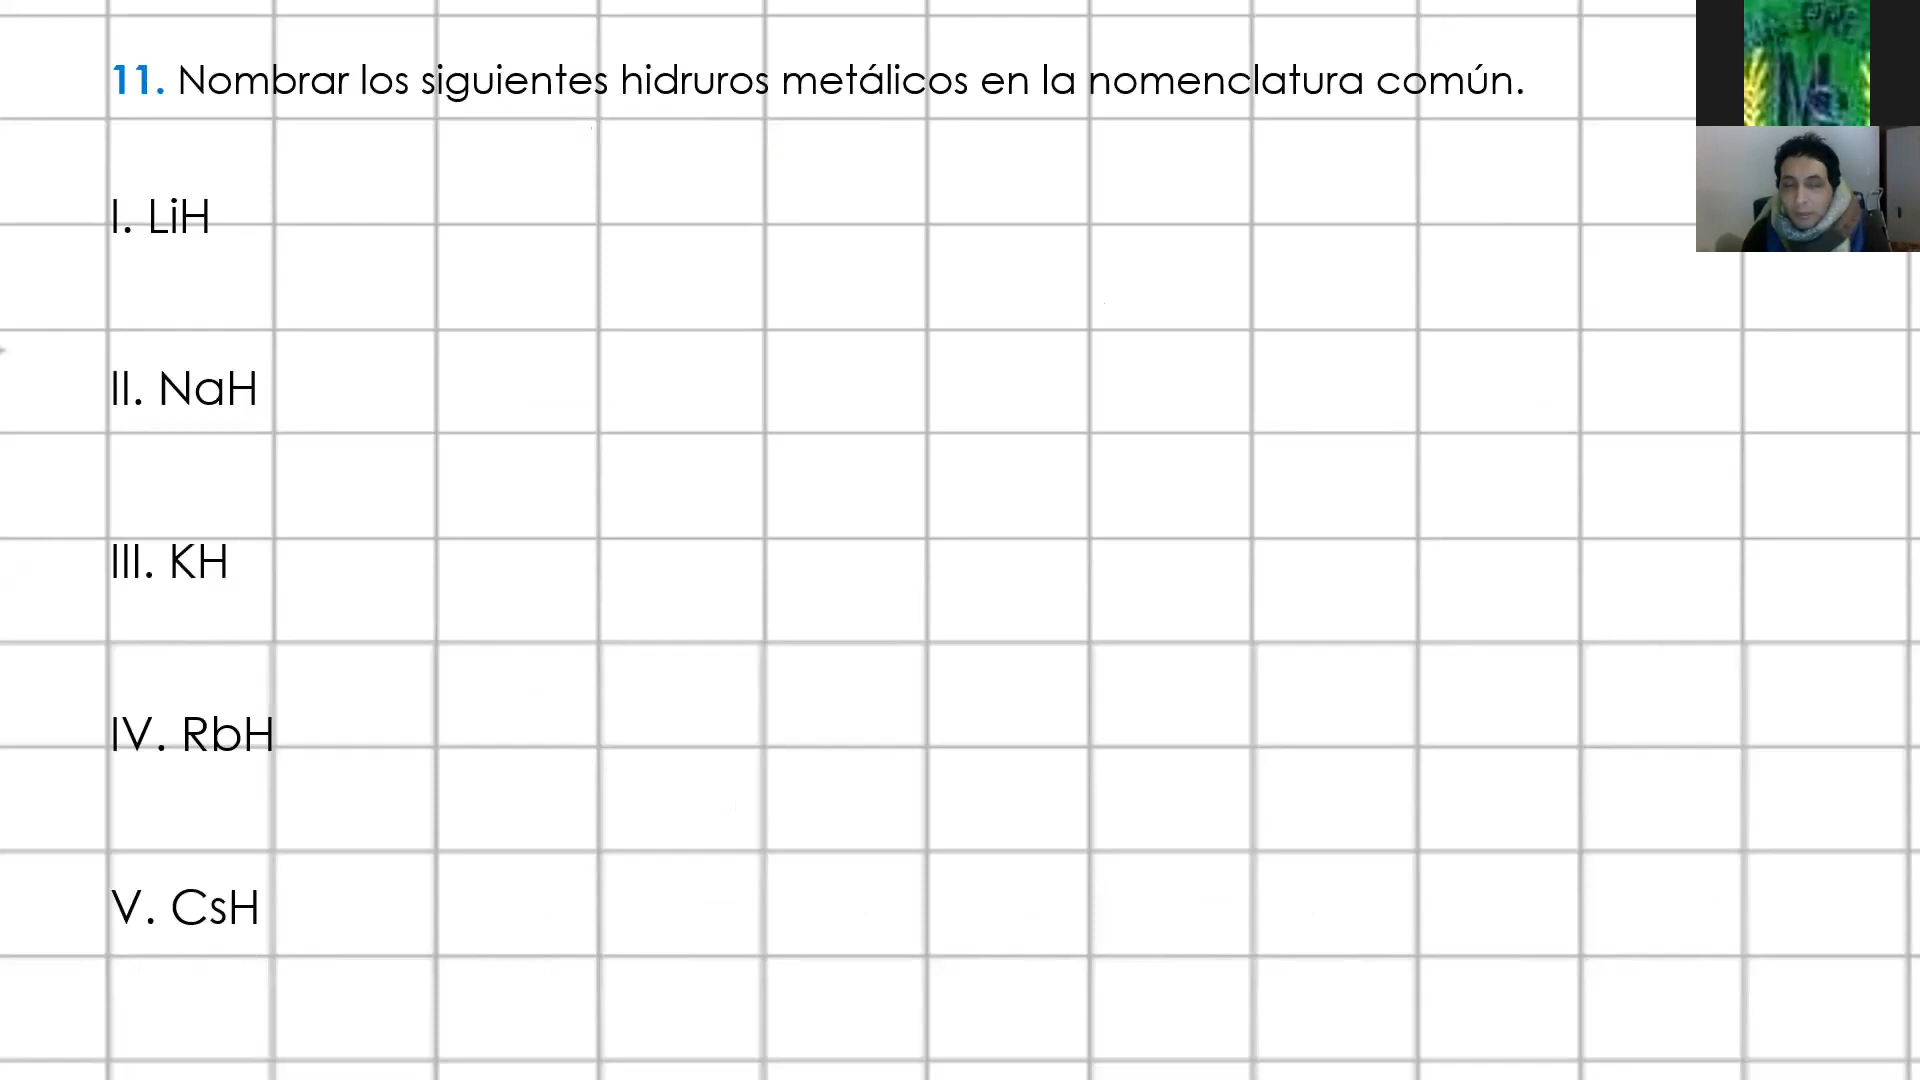 11. Nombrar los siguientes hidruros metálicos en la nomenclatura común.
I. LiH
II. NaH
III. KH
IV. RbH
V. CsH